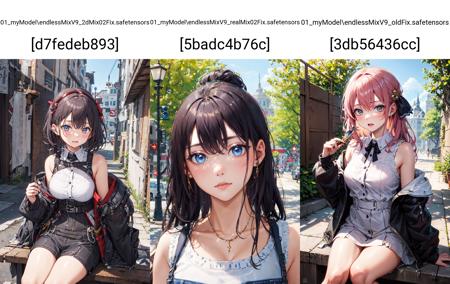 01_myModel\endlessMixV9_2dMix02Fix.safetensors
01_myModel\endlessMixV9_realMix02Fix.safetensors
01_myModel\endlessMixV9_oldFix.safetensors
[d7fedeb893]
[5badc4b76c]
[3db56436cc]